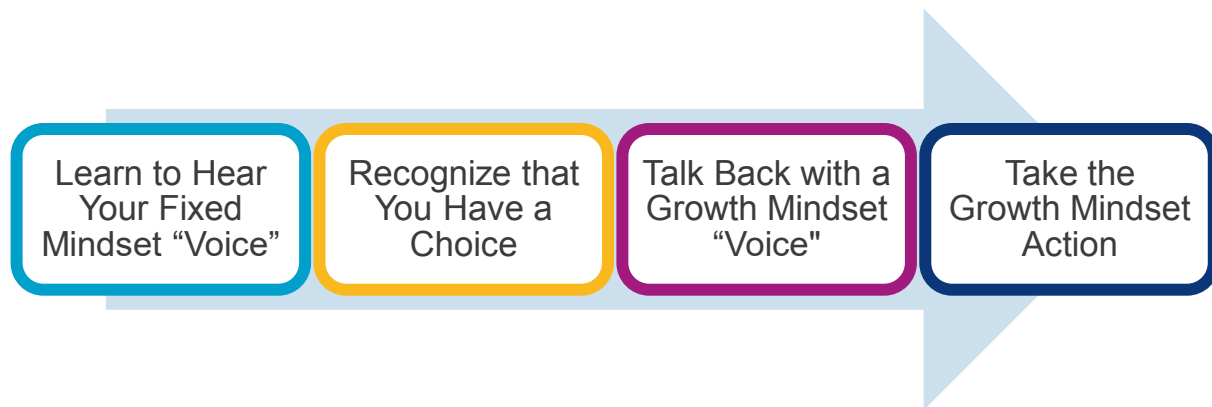 Learn to Hear
Your Fixed
Mindset “Voice”
Recognize that
You Have a
Choice
Talk Back with a
Growth Mindset
“Voice"
Take the
Growth Mindset
Action